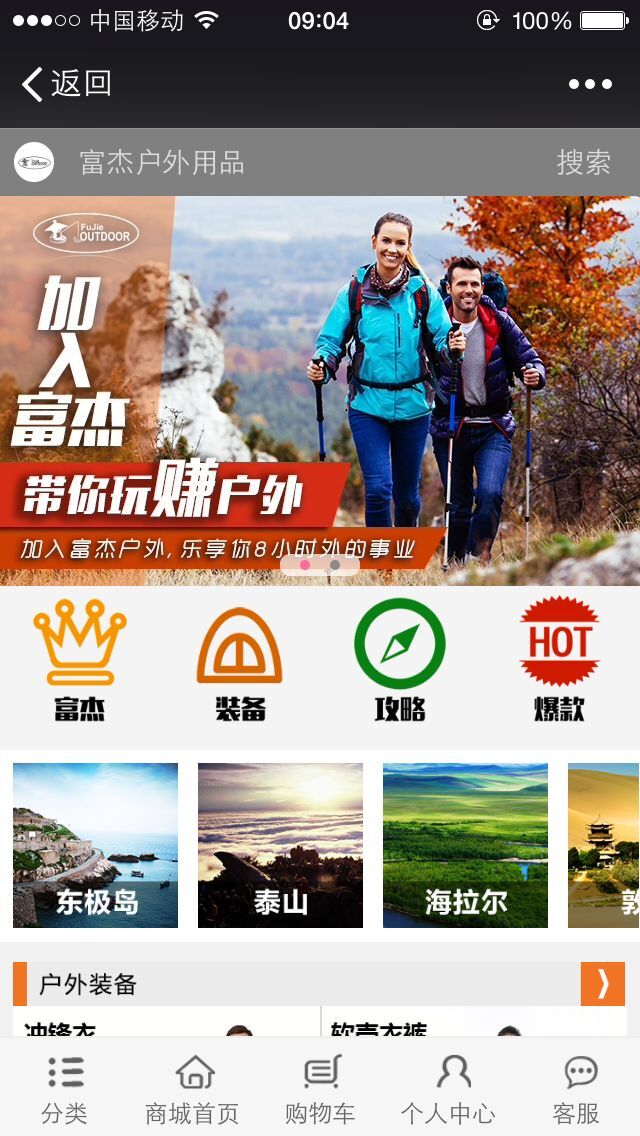 中国移动 09:04 100%
返回
富杰户外用品 搜索
FuJie
OUTDOOR
加
入
富杰
带你玩赚户外
加入富杰户外,乐享你8小时外的事业
HOT
富杰 装备 攻略 爆款
东极岛 泰山 海拉尔
户外装备
冲锋衣 软壳衣裤
分类 商城首页 购物车 个人中心 客服